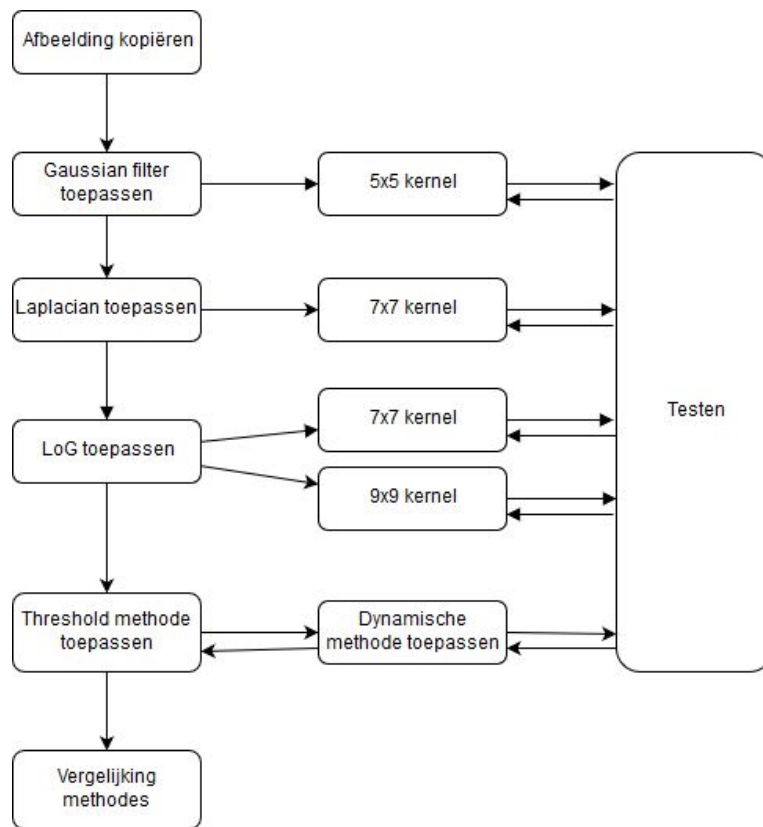 Afbeelding kopiëren
Gaussian filter
toepassen
5x5 kernel
Laplacian toepassen
7x7 kernel
Testen
7x7 kernel
LoG toepassen
9x9 kernel
Threshold methode
toepassen
Dynamische
methode toepassen
Vergelijking
methodes